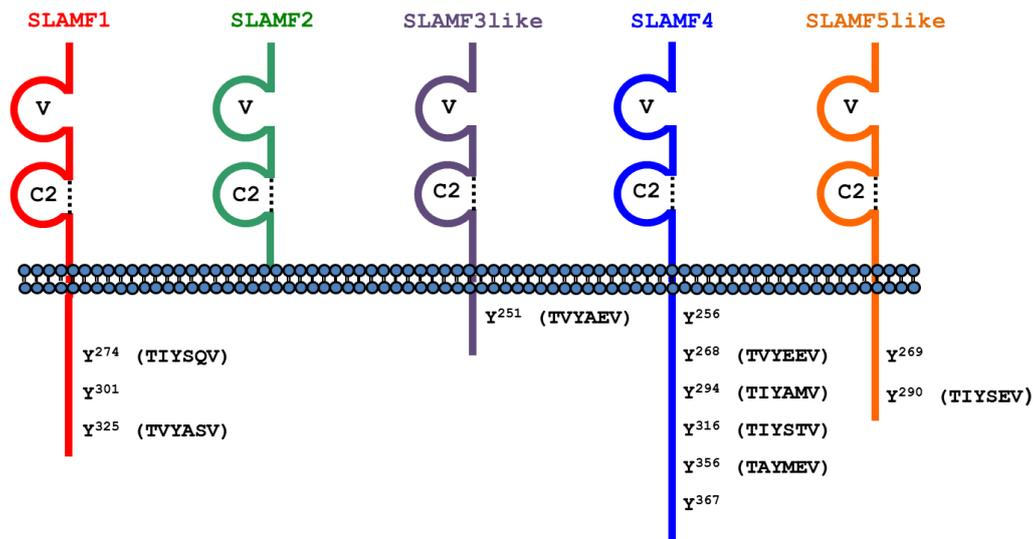 SLAMF1 SLAMF2 SLAMF3like SLAMF4 SLAMF5like
V V V V V
C2 C2 C2 C2 C2
Y251 (TVYAEV) Y256
Y274 (TIYSQV) Y268 (TVYEEV) Y269
Y301 Y294 (TIYAMV) Y290 (TIYSEV)
Y325 (TVYASV) Y316 (TIYSTV)
Y356 (TAYMEV)
Y367